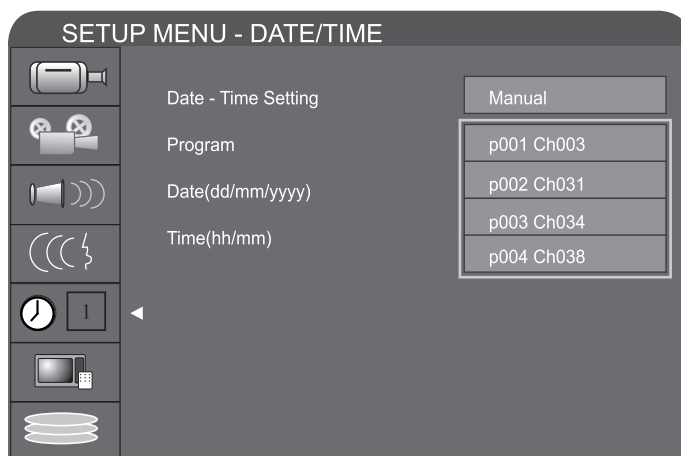 SETUP MENU - DATE/TIME
Date - Time Setting
Manual
Program
p001 Ch003
Date(dd/mm/yyyy)
p002 Ch031
p003 Ch034
Time(hh/mm)
p004 Ch038
1